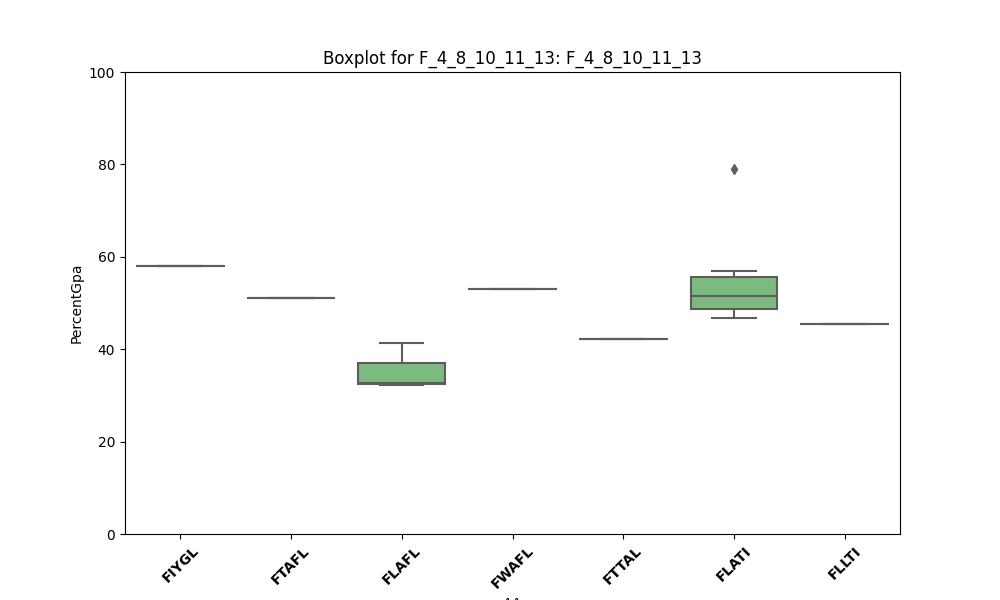 Boxplot for F_4_8_10_11_13: F_4_8_10_11_13
PercentGpa
100
80
60
40
20
0
FIYGL
FTAFL
FLAFL
FWAFL
FTTAL
FLATI
FLLTI